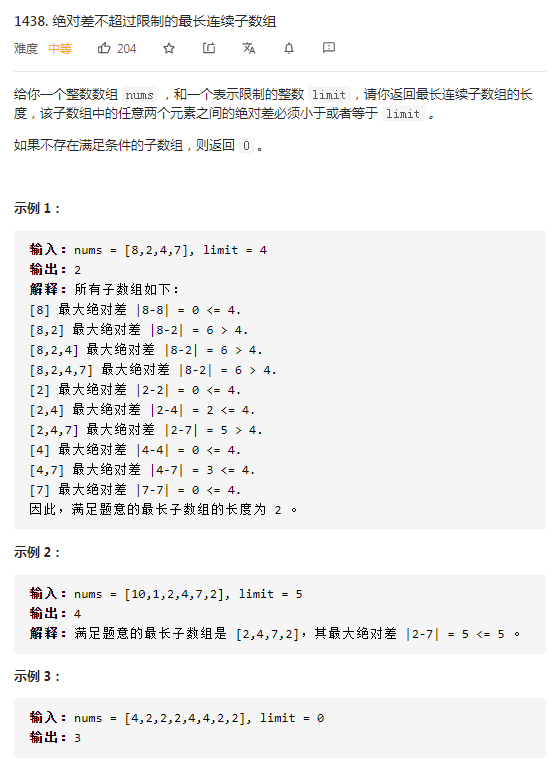 1438. 绝对差不超过限制的最长连续子数组
难度 中等 204
给你一个整数数组 nums ，和一个表示限制的整数 limit，请你返回最长连续子数组的长
度，该子数组中的任意两个元素之间的绝对差必须小于或者等于 limit 。
如果不存在满足条件的子数组，则返回 0 。
示例 1：
输入：nums = [8,2,4,7], limit = 4
输出：2
解释：所有子数组如下：
[8] 最大绝对差 |8-8| = 0 <= 4.
[8,2] 最大绝对差 |8-2| = 6 > 4.
[8,2,4] 最大绝对差 |8-2| = 6 > 4.
[8,2,4,7] 最大绝对差 |8-2| = 6 > 4.
[2] 最大绝对差 |2-2| = 0 <= 4.
[2,4] 最大绝对差 |2-4| = 2 <= 4.
[2,4,7] 最大绝对差 |2-7| = 5 > 4.
[4] 最大绝对差 |4-4| = 0 <= 4.
[4,7] 最大绝对差 |4-7| = 3 <= 4.
[7] 最大绝对差 |7-7| = 0 <= 4.
因此，满足题意的最长子数组的长度为 2 。
示例 2：
输入：nums = [10,1,2,4,7,2], limit = 5
输出：4
解释：满足题意的最长子数组是 [2,4,7,2]，其最大绝对差 |2-7| = 5 <= 5 。
示例 3：
输入：nums = [4,2,2,2,4,4,2,2], limit = 0
输出：3